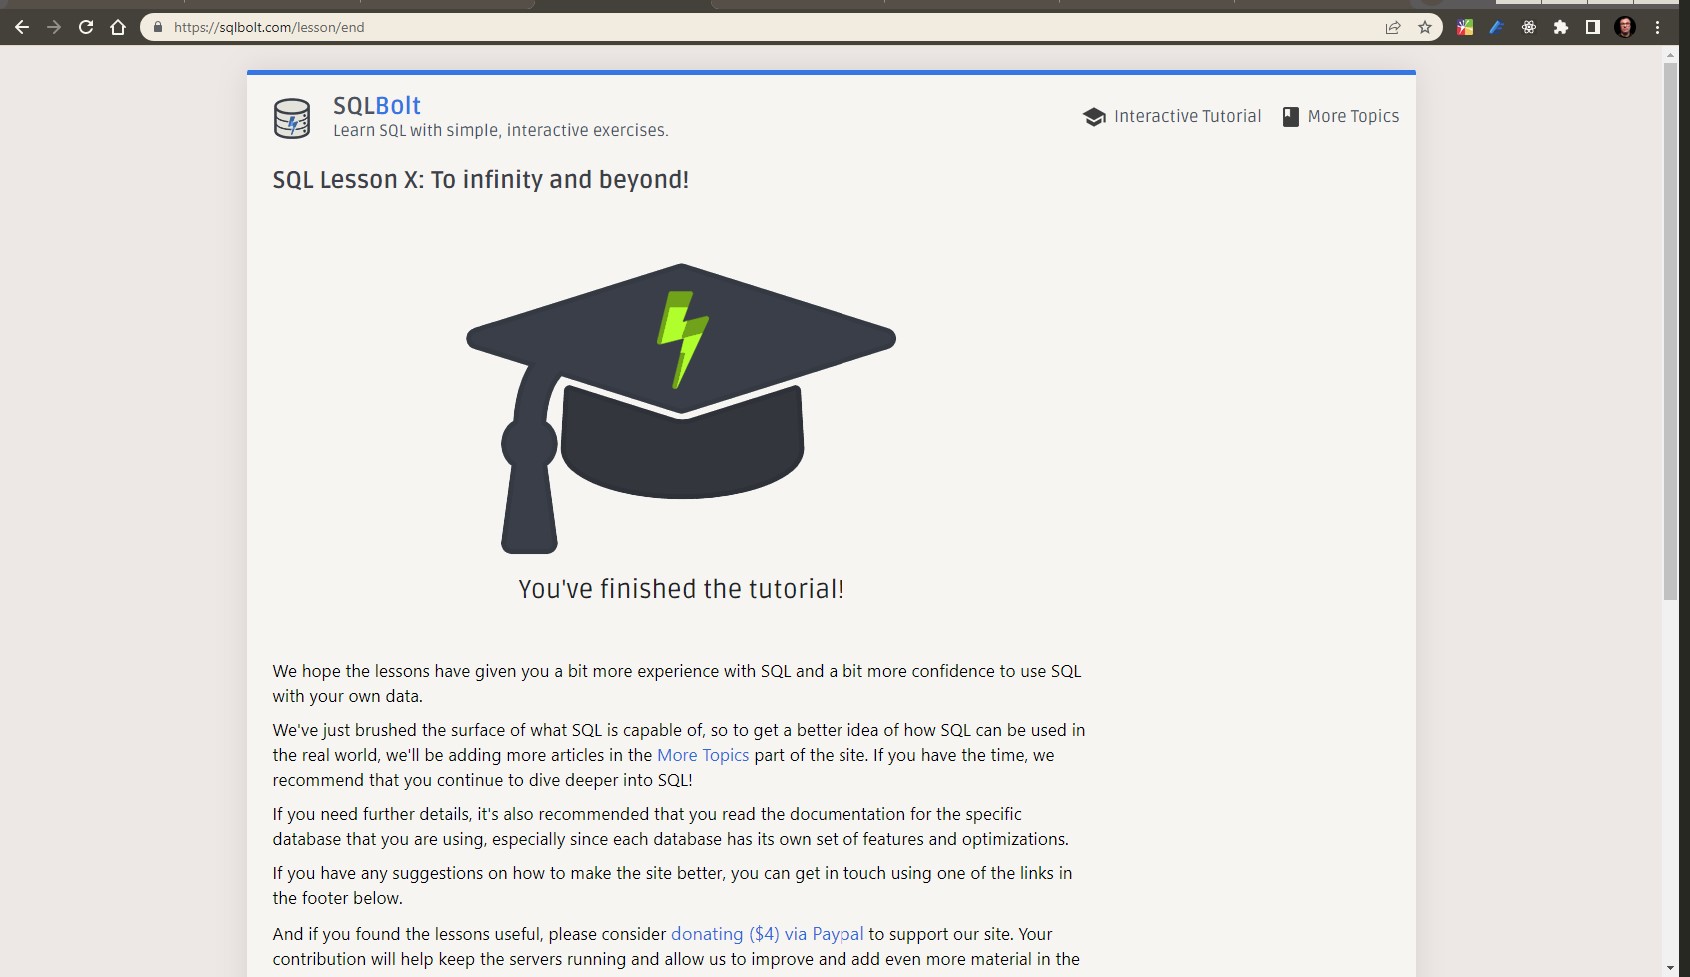 https://sqlbolt.com/lesson/end
SQLBolt
Learn SQL with simple, interactive exercises.
Interactive Tutorial
More Topics
SQL Lesson X: To infinity and beyond!
You've finished the tutorial!
We hope the lessons have given you a bit more experience with SQL and a bit more confidence to use SQL
with your own data.
We've just brushed the surface of what SQL is capable of, so to get a better idea of how SQL can be used in
the real world, we'll be adding more articles in the More Topics part of the site. If you have the time, we
recommend that you continue to dive deeper into SQL!
If you need further details, it's also recommended that you read the documentation for the specific
database that you are using, especially since each database has its own set of features and optimizations.
If you have any suggestions on how to make the site better, you can get in touch using one of the links in
the footer below.
And if you found the lessons useful, please consider donating ($4) via Paypal to support our site. Your
contribution will help keep the servers running and allow us to improve and add even more material in the